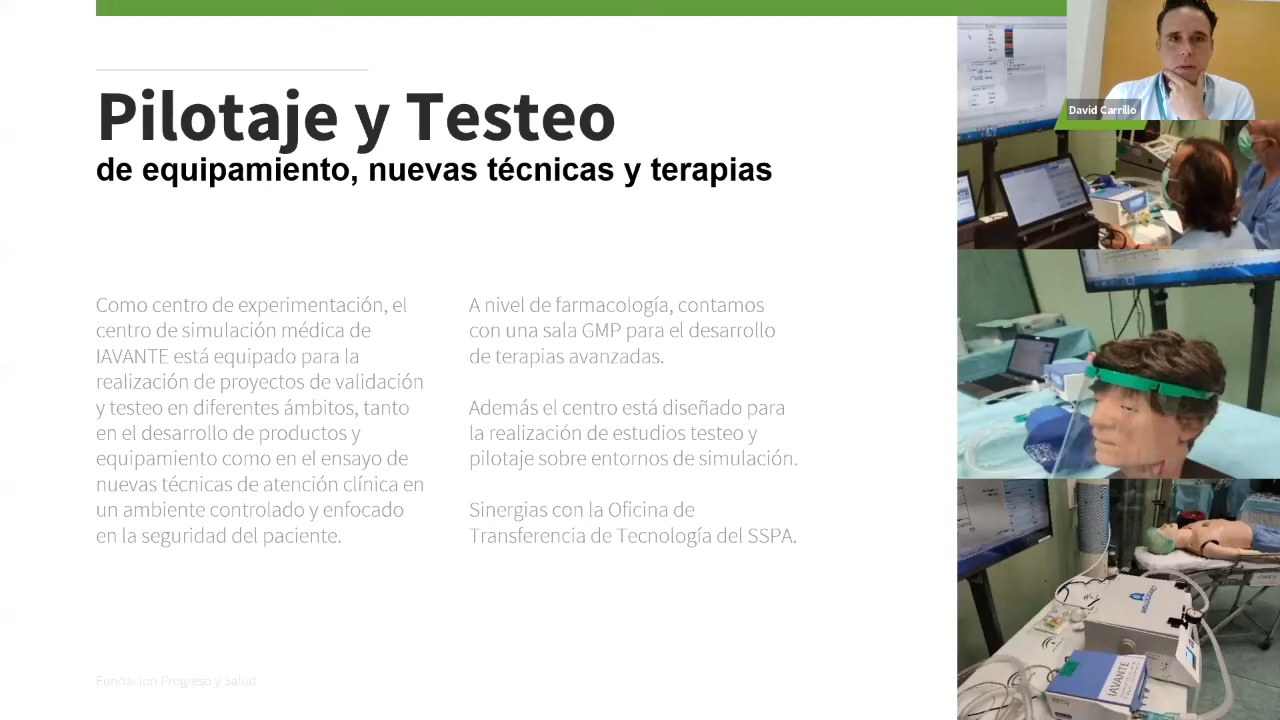 Pilotaje y Testeo
de equipamiento, nuevas técnicas y terapias
Como centro de experimentación, el
centro de simulación médica de
IAVANTE está equipado para la
realización de proyectos de validación
y testeo en diferentes ámbitos, tanto
en el desarrollo de productos y
equipamiento como en el ensayo de
nuevas técnicas de atención clínica en
un ambiente controlado y enfocado
en la seguridad del paciente.
A nivel de farmacología, contamos
con una sala GMP para el desarrollo
de terapias avanzadas.
Además el centro está diseñado para
la realización de estudios testeo y
pilotaje sobre entornos de simulación.
Sinergias con la Oficina de
Transferencia de Tecnología del SSPA.
Fundación Progreso y Salud
David Carrillo
IAVANTE